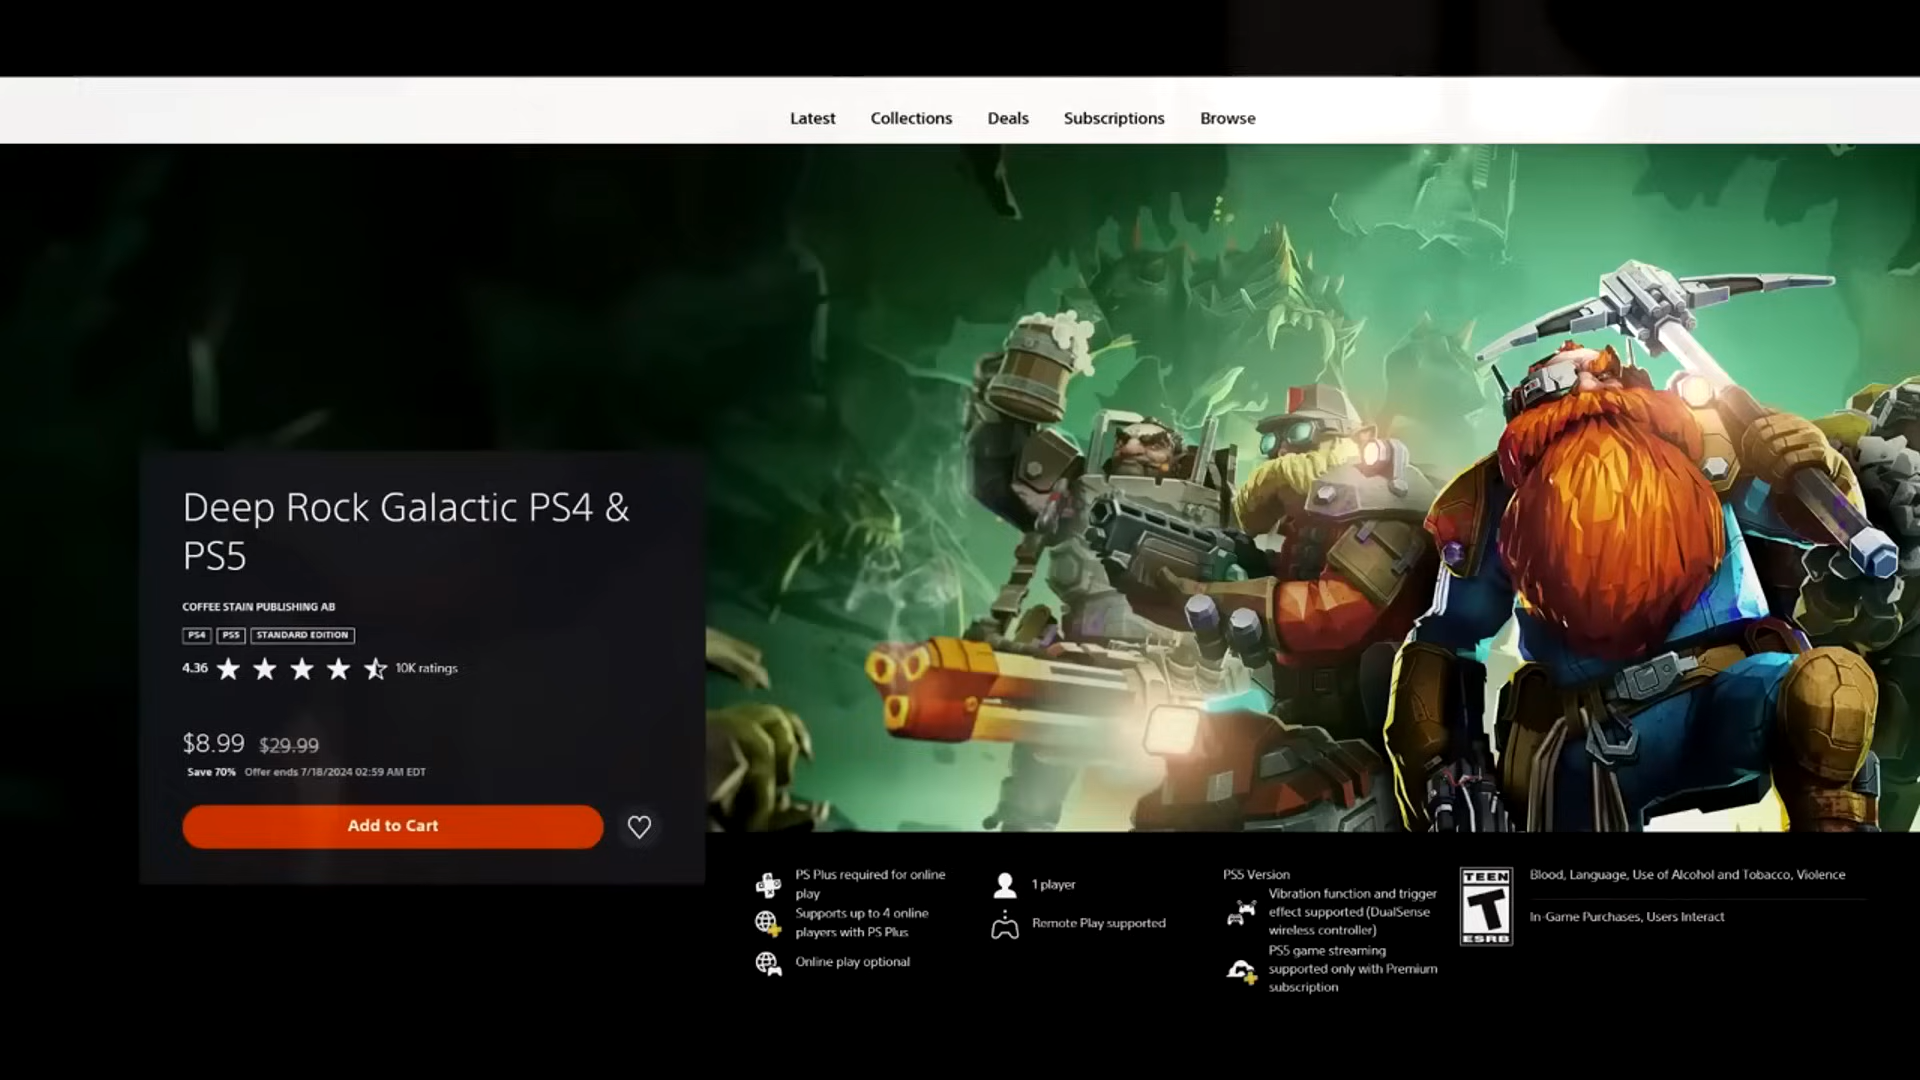 Latest Collections Deals Subscriptions Browse
Deep Rock Galactic PS4 &
PS5
COFFEE STAIN PUBLISHING AB
PS4 PS5 STANDARD EDITION
4.36 10K ratings
$8.99 $29.99
Save 70% Offer ends 7/18/2024 02:59 AM EDT
Add to Cart
PS Plus required for online
play
Supports up to 4 online
players with PS Plus
Online play optional
1 player
Remote Play supported
PS5 Version
Vibration function and trigger
effect supported (DualSense
wireless controller)
PS5 game streaming
supported only with Premium
subscription
TEEN
T
ESRB
Blood, Language, Use of Alcohol and Tobacco, Violence
In-Game Purchases, Users Interact